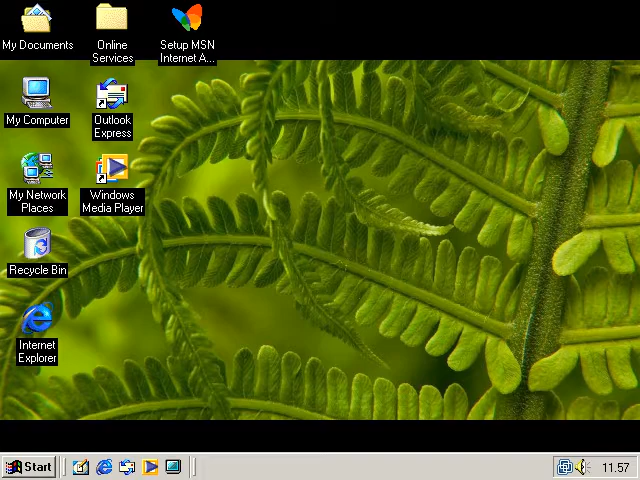 My Documents
Online
Services
Setup MSN
Internet A...
My Computer
Outlook
Express
My Network
Places
Windows
Media Player
Recycle Bin
Internet
Explorer
Start
11.57